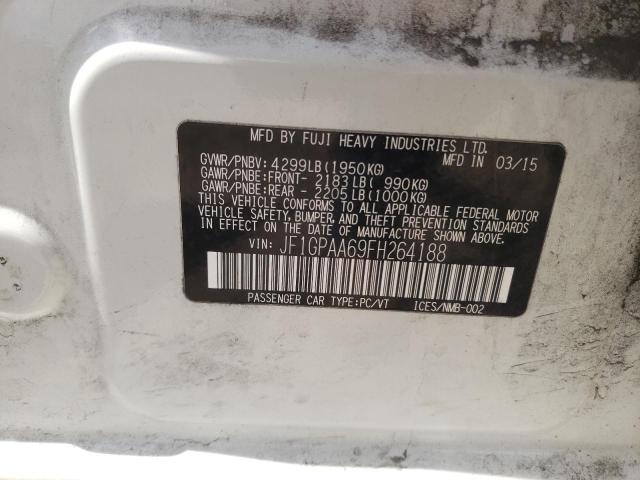 MFD BY FUJI HEAVY INDUSTRIES LTD.
MFD IN 03/15
GVWR/PNBV: 4299LB(1950KG)
GAWR/PNBE:FRONT- 2183LB( 990KG)
GAWR/PNBE:REAR - 2205LB(1000KG)
THIS VEHICLE CONFORMS TO ALL APPLICABLE FEDERAL MOTOR
VEHICLE SAFETY, BUMPER, AND THEFT PREVENTION STANDARDS
IN EFFECT ON THE DATE OF MANUFACTURE SHOWN ABOVE.
VIN: JF1GPAA69FH264188
PASSENGER CAR TYPE:PC/VT ICES/NMB-002